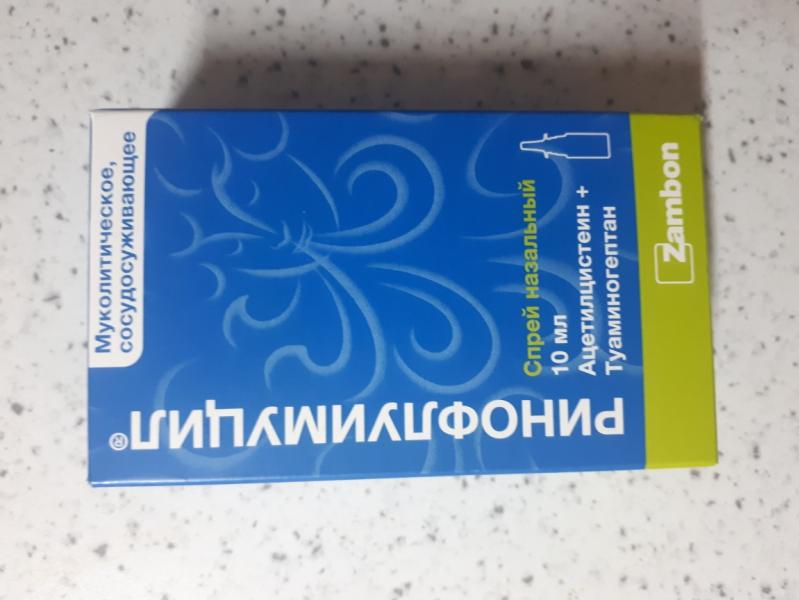 Муколитическое,
сосудосуживающее
РИНОФЛУИМУЦИЛ®
Спрей назальный
10 мл
Ацетилцистеин +
Туаминогептан
Zambon